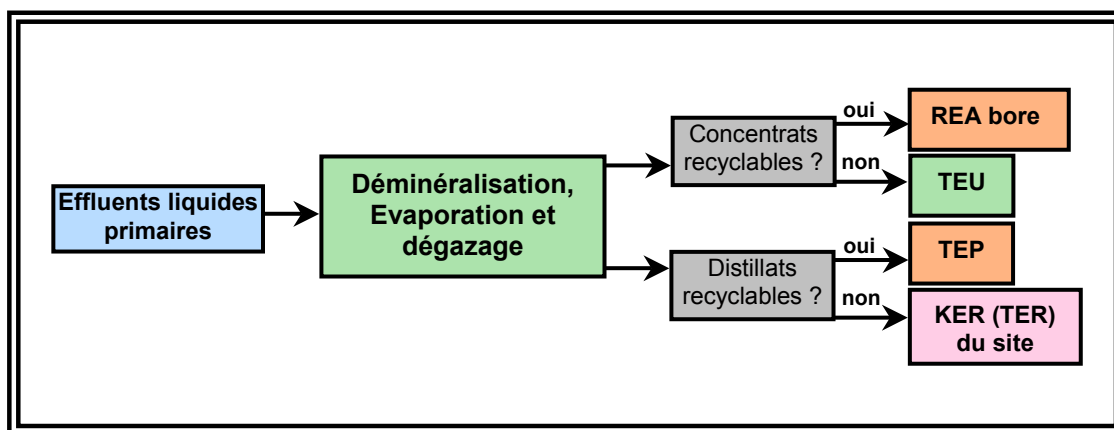 Effluents liquides
primaires
Déminéralisation,
Evaporation et
dégazage
Concentrats
recyclables ?
oui
REA bore
non
TEU
Distillats
recyclables ?
oui
TEP
non
KER (TER)
du site